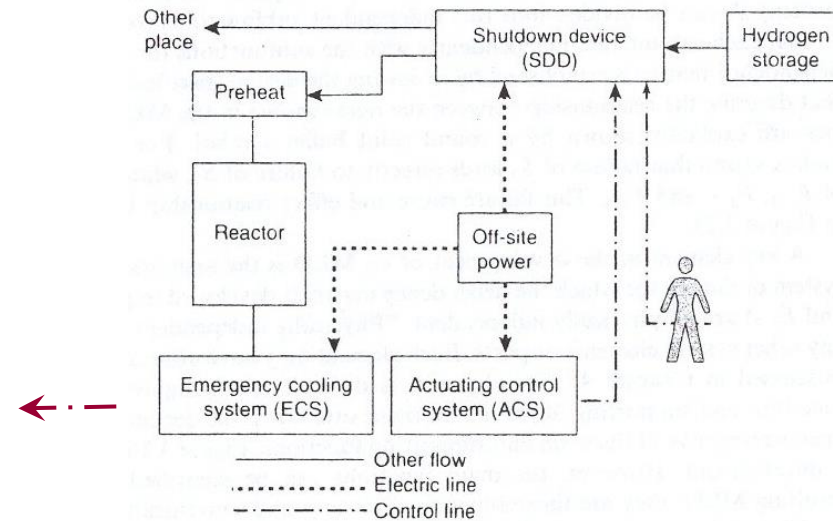 Other
place
Shutdown device
(SDD)
Hydrogen
storage
Preheat
Reactor
Off-site
power
Emergency cooling
system (ECS)
Actuating control
system (ACS)
Other flow
Electric line
Control line